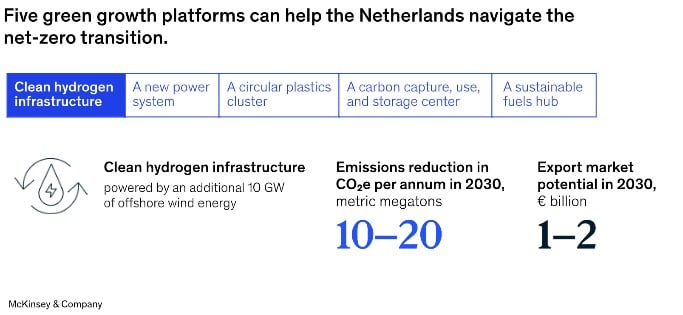 Five green growth platforms can help the Netherlands navigate the
net-zero transition.
Clean hydrogen
infrastructure
A new power
system
A circular plastics
cluster
A carbon capture, use,
and storage center
A sustainable
fuels hub
Clean hydrogen infrastructure
powered by an additional 10 GW
of offshore wind energy
Emissions reduction in
CO₂e per annum in 2030,
metric megatons
10–20
Export market
potential in 2030,
€ billion
1–2
McKinsey & Company